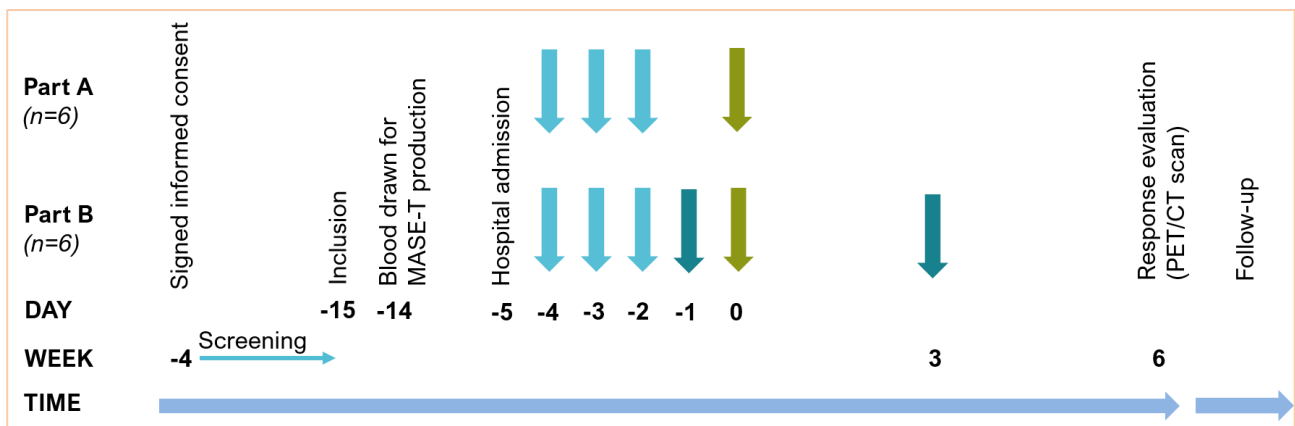 Part A
(n=6)
Part B
(n=6)
Signed informed consent
Inclusion
Blood drawn for
MASE-T production
Hospital admission
Response evaluation
(PET/CT scan)
Follow-up
DAY -15 -14 -5 -4 -3 -2 -1 0
WEEK -4 Screening 3 6
TIME